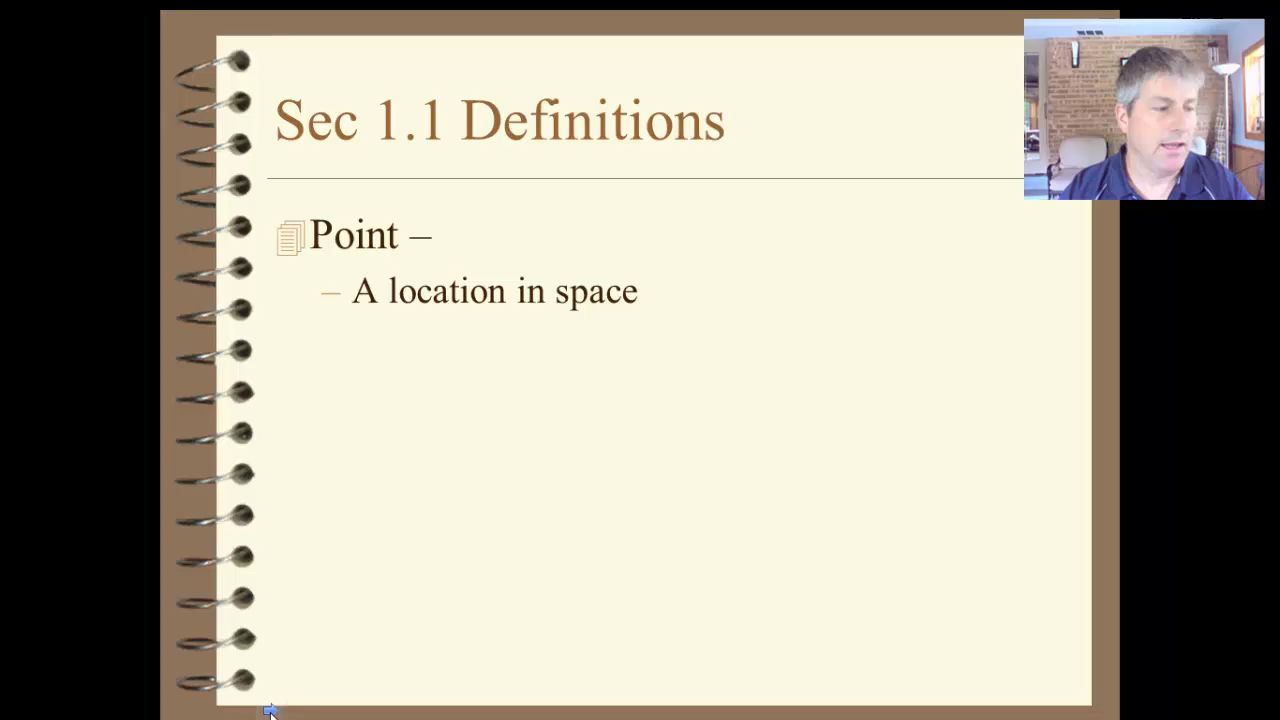 Sec 1.1 Definitions
Point –
– A location in space